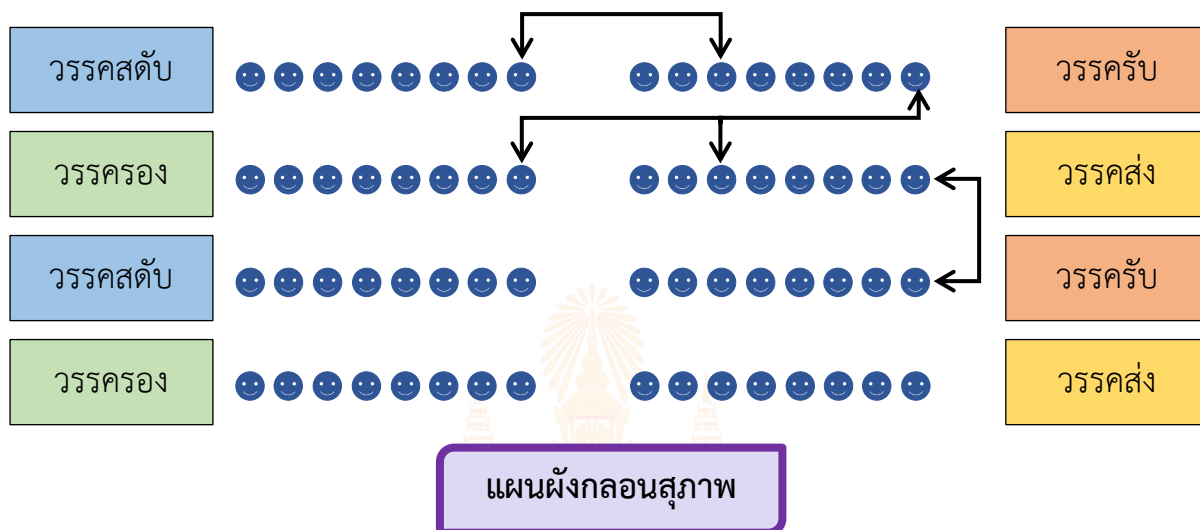 วรรคสดับ
วรรครับ
วรรครอง
วรรคส่ง
วรรคสดับ
วรรครับ
วรรครอง
วรรคส่ง
แผนผังกลอนสุภาพ